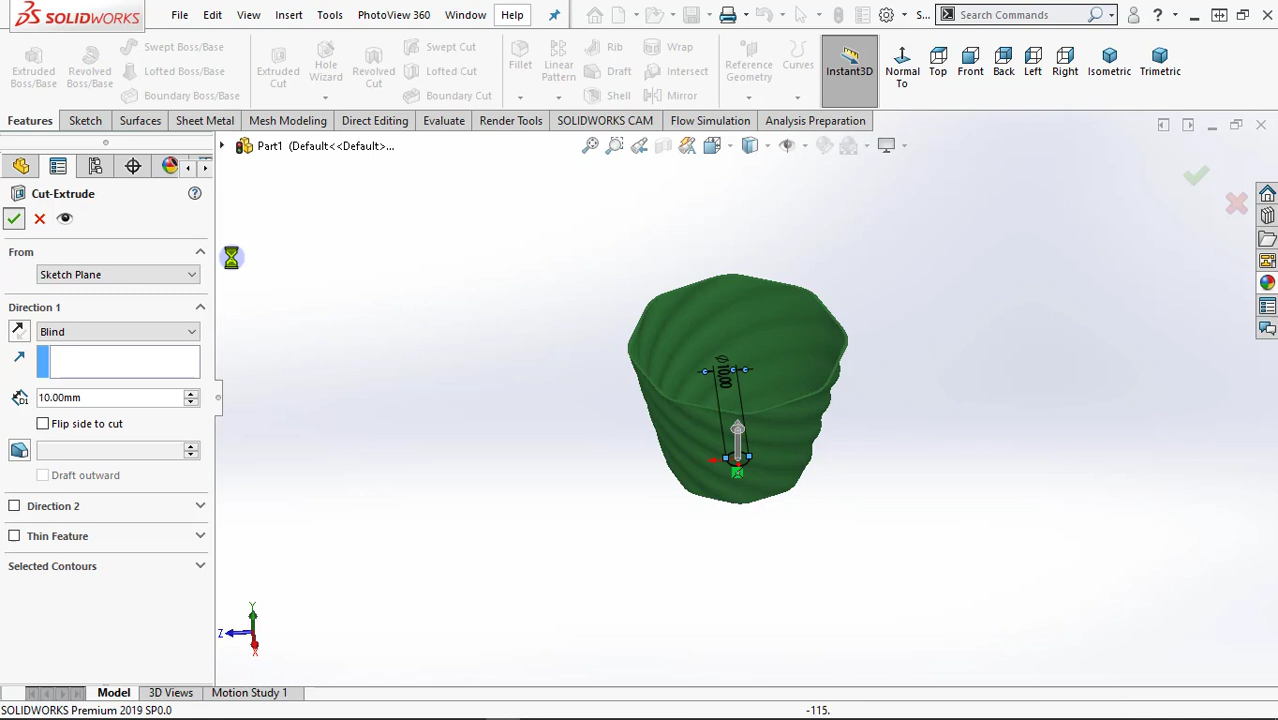 SOLIDWORKS
File Edit View Insert Tools PhotoView 360 Window Help
S...
Search Commands
?
Extruded Boss/Base
Revolved Boss/Base
Swept Boss/Base
Lofted Boss/Base
Boundary Boss/Base
Extruded Cut
Hole Wizard
Revolved Cut
Swept Cut
Lofted Cut
Boundary Cut
Fillet
Linear Pattern
Rib
Draft
Shell
Wrap
Intersect
Mirror
Reference Geometry
Curves
Instant3D
Normal To
Top
Front
Back
Left
Right
Isometric
Trimetric
Features Sketch Surfaces Sheet Metal Mesh Modeling Direct Editing Evaluate Render Tools SOLIDWORKS CAM Flow Simulation Analysis Preparation
Part1 (Default<<Default>...
Cut-Extrude
From
Sketch Plane
Direction 1
Blind
D1
10.00mm
Flip side to cut
Draft outward
Direction 2
Thin Feature
Selected Contours
Ø10,00
Y
Z
X
Model 3D Views Motion Study 1
SOLIDWORKS Premium 2019 SP0.0
-115.